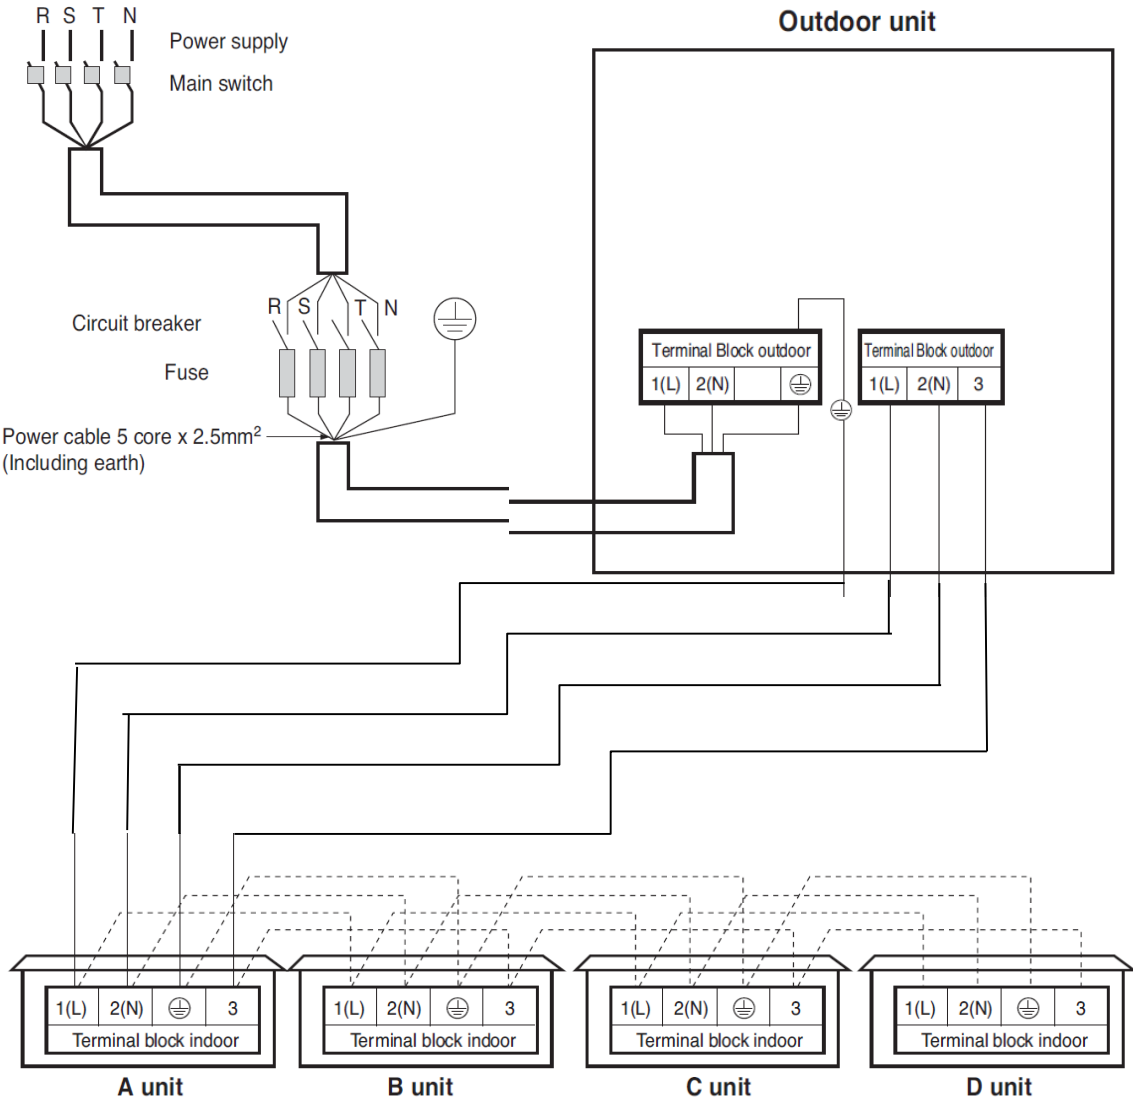 R S T N
Power supply
Main switch
Outdoor unit
R S T N
Circuit breaker
Fuse
Power cable 5 core x 2.5mm²
(Including earth)
Terminal Block outdoor
1(L) 2(N)
Terminal Block outdoor
1(L) 2(N) 3
1(L) 2(N) 3
Terminal block indoor
A unit
1(L) 2(N) 3
Terminal block indoor
B unit
1(L) 2(N) 3
Terminal block indoor
C unit
1(L) 2(N) 3
Terminal block indoor
D unit